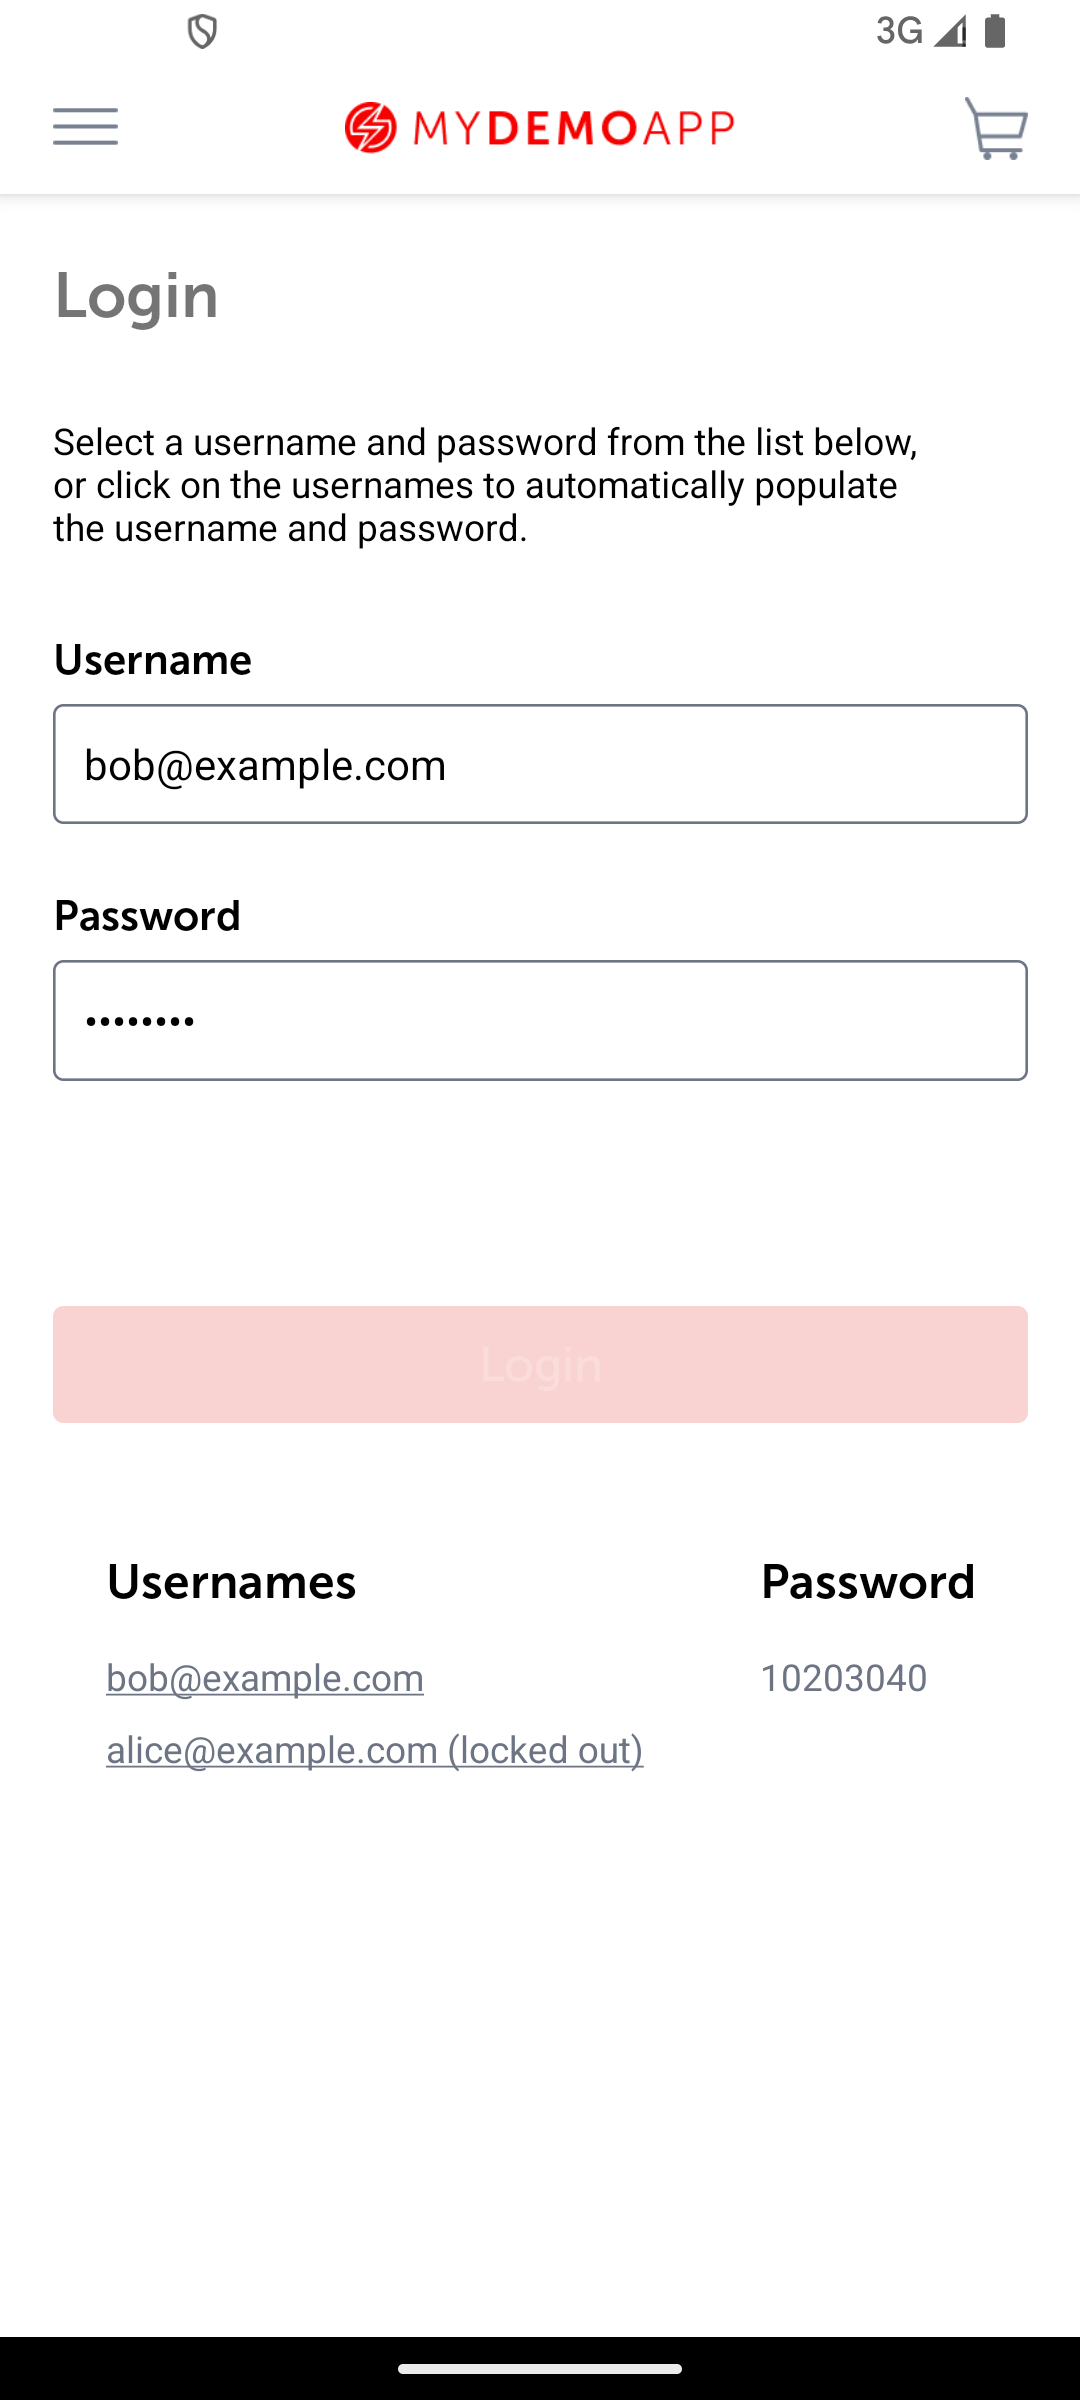 3G
MYDEMOAPP
Login
Select a username and password from the list below,
or click on the usernames to automatically populate
the username and password.
Username
bob@example.com
Password
••••••••
Login
Usernames Password
bob@example.com 10203040
alice@example.com (locked out)